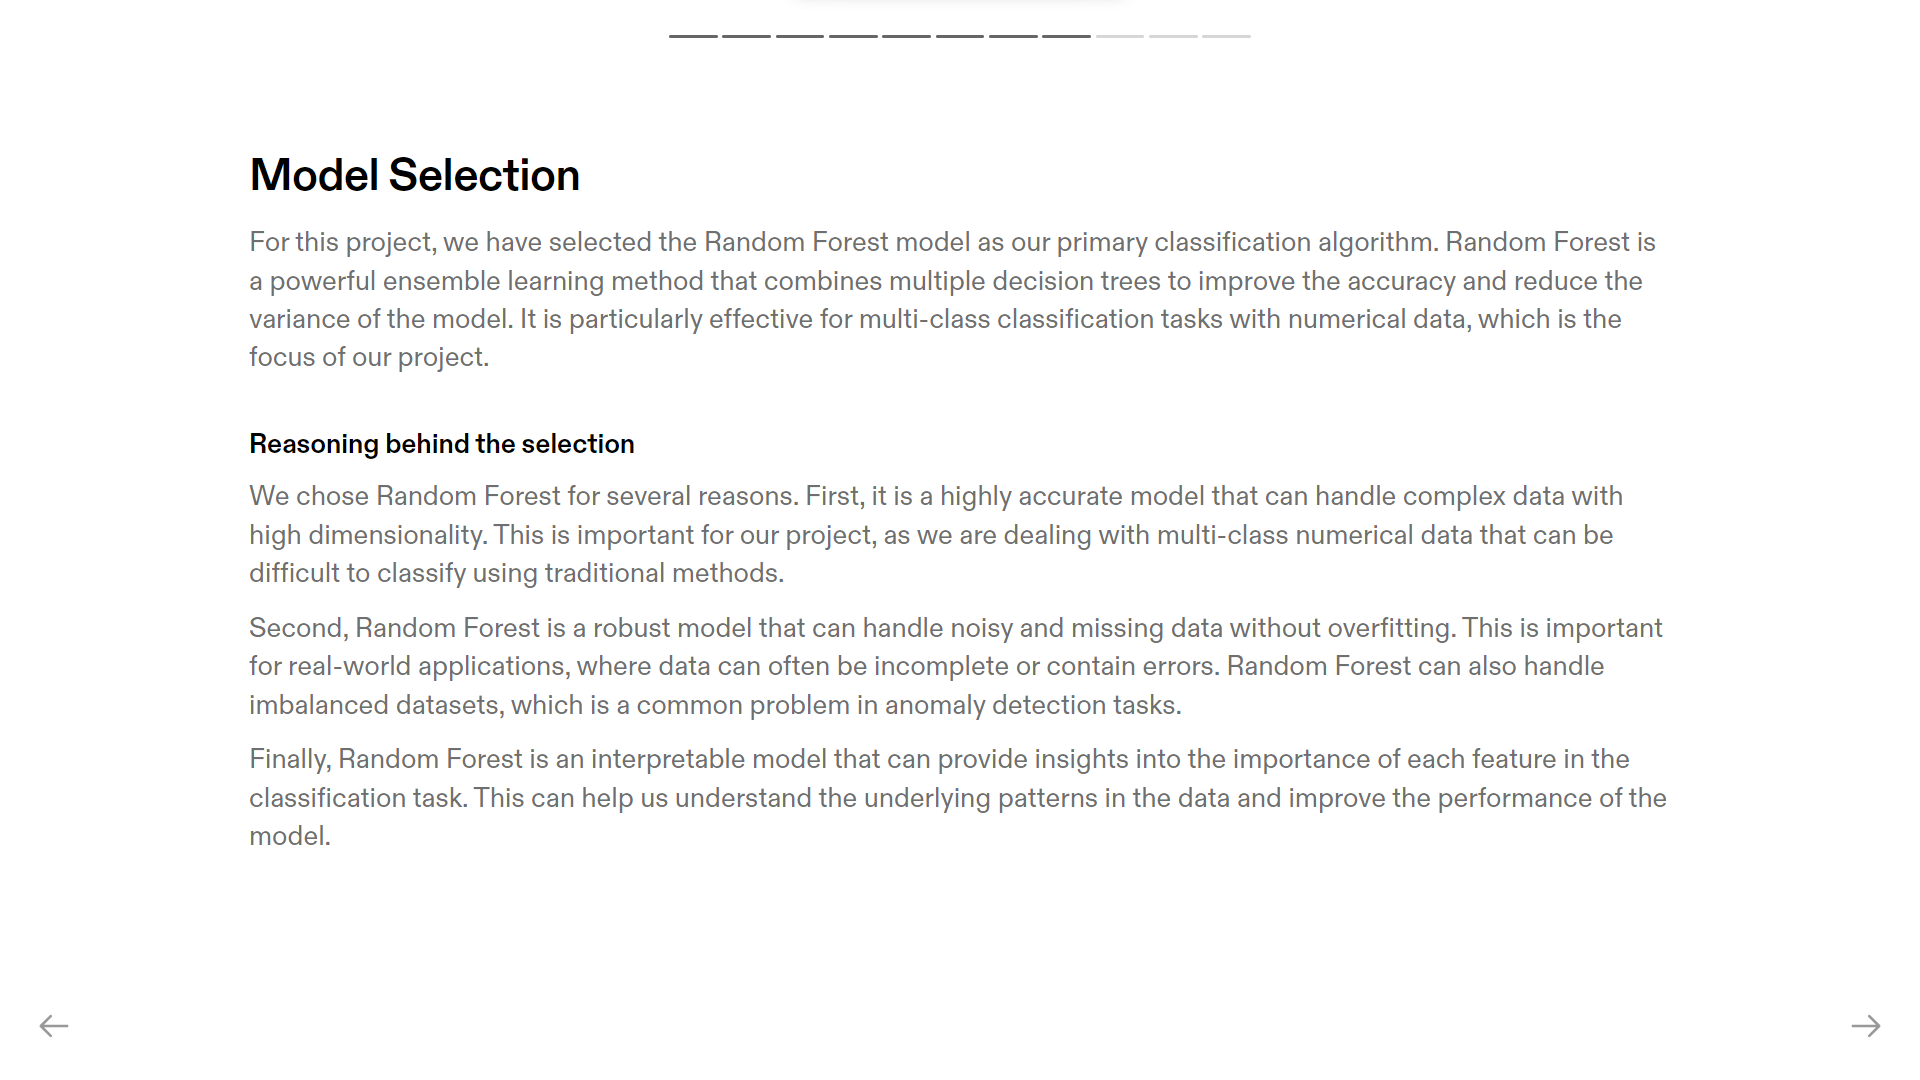 Model Selection
For this project, we have selected the Random Forest model as our primary classification algorithm. Random Forest is
a powerful ensemble learning method that combines multiple decision trees to improve the accuracy and reduce the
variance of the model. It is particularly effective for multi-class classification tasks with numerical data, which is the
focus of our project.
Reasoning behind the selection
We chose Random Forest for several reasons. First, it is a highly accurate model that can handle complex data with
high dimensionality. This is important for our project, as we are dealing with multi-class numerical data that can be
difficult to classify using traditional methods.
Second, Random Forest is a robust model that can handle noisy and missing data without overfitting. This is important
for real-world applications, where data can often be incomplete or contain errors. Random Forest can also handle
imbalanced datasets, which is a common problem in anomaly detection tasks.
Finally, Random Forest is an interpretable model that can provide insights into the importance of each feature in the
classification task. This can help us understand the underlying patterns in the data and improve the performance of the
model.